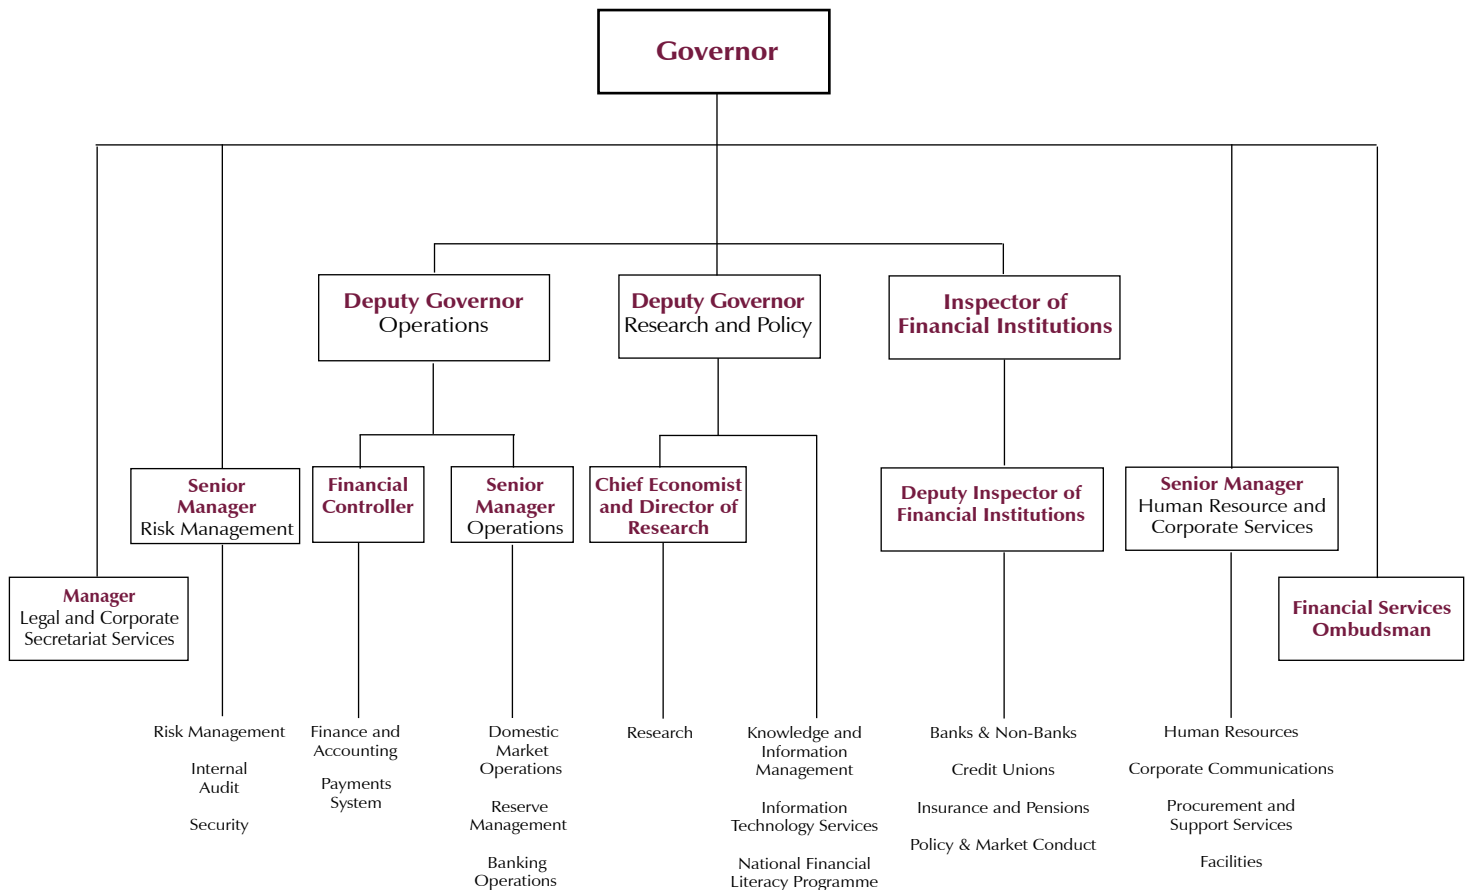 Governor
Deputy Governor
Operations
Deputy Governor
Research and Policy
Inspector of
Financial Institutions
Senior
Manager
Risk Management
Financial
Controller
Senior
Manager
Operations
Chief Economist
and Director of
Research
Deputy Inspector of
Financial Institutions
Senior Manager
Human Resource and
Corporate Services
Manager
Legal and Corporate
Secretariat Services
Financial Services
Ombudsman
Risk Management
Internal
Audit
Security
Finance and
Accounting
Payments
System
Domestic
Market
Operations
Reserve
Management
Banking
Operations
Research
Knowledge and
Information
Management
Information
Technology Services
National Financial
Literacy Programme
Banks & Non-Banks
Credit Unions
Insurance and Pensions
Policy & Market Conduct
Human Resources
Corporate Communications
Procurement and
Support Services
Facilities